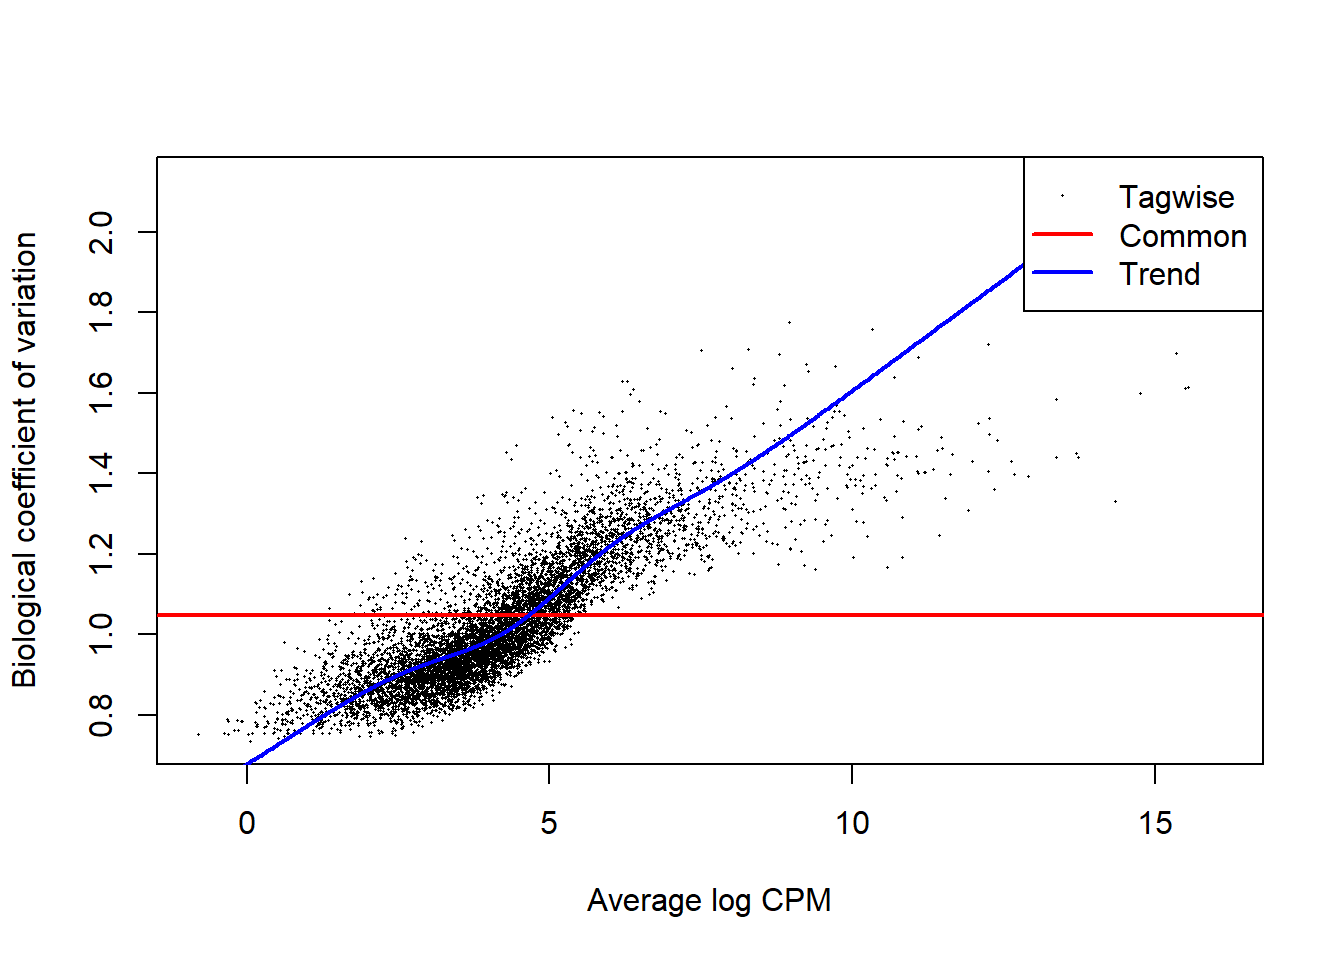 Tagwise
Common
Trend
Biological coefficient of variation
2.0
1.8
1.6
1.4
1.2
1.0
0.8
0
5
10
15
Average log CPM